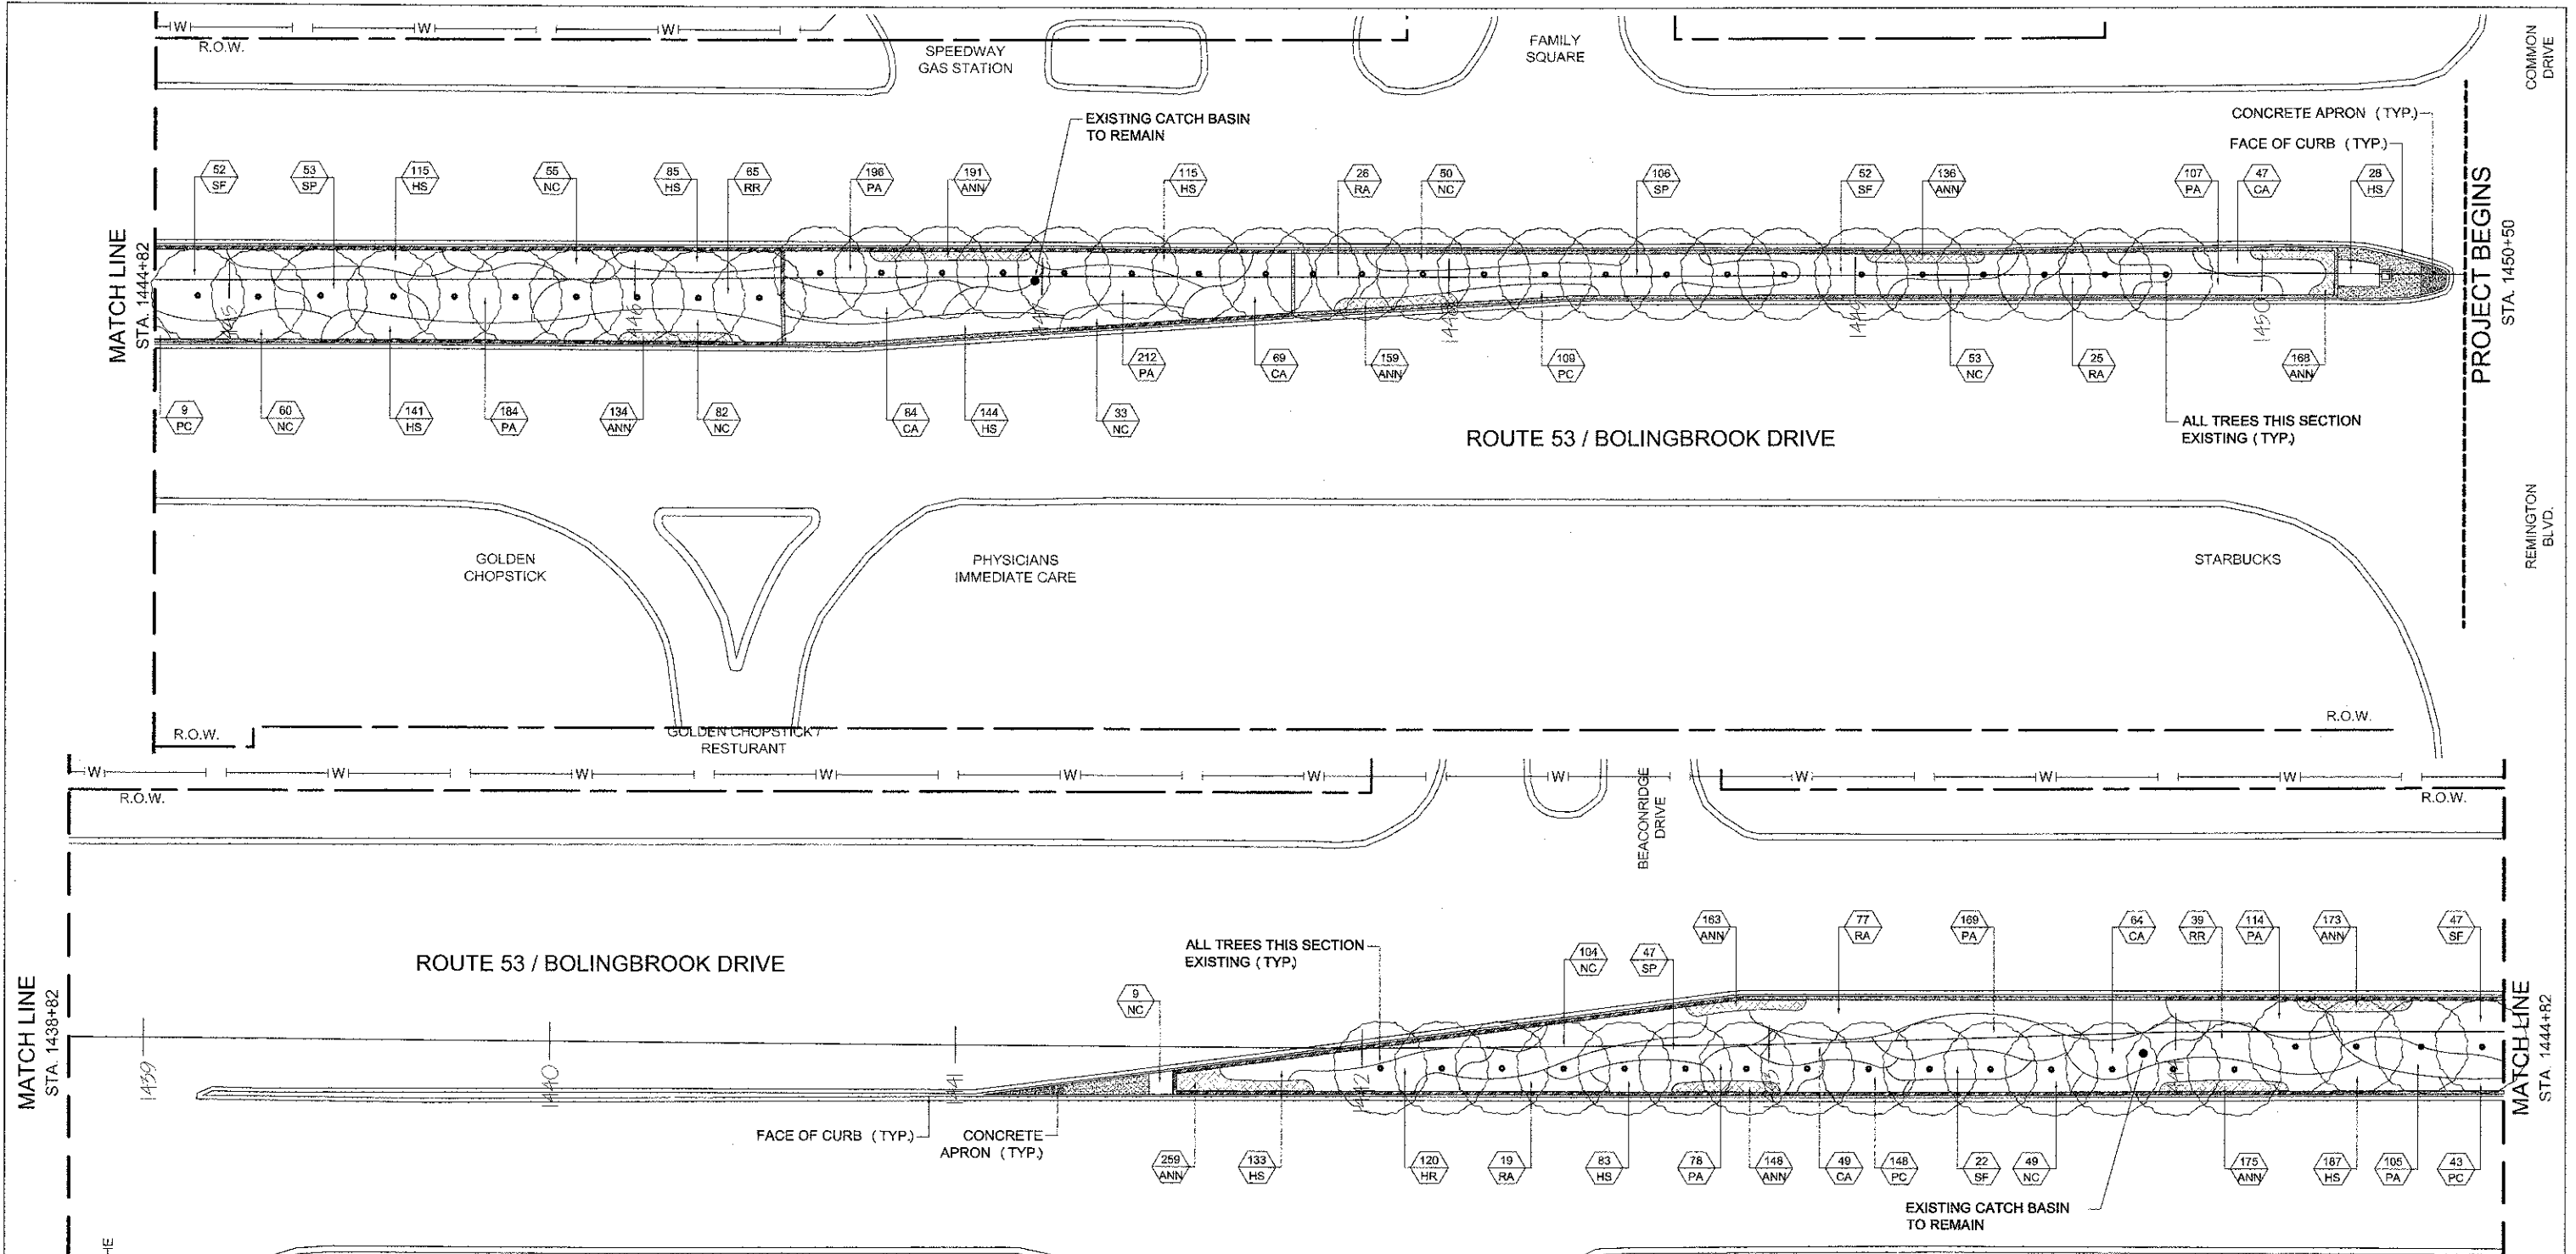 W
W
W
R.O.W.
SPEEDWAY
GAS STATION
FAMILY
SQUARE
COMMON
DRIVE
EXISTING CATCH BASIN
TO REMAIN
CONCRETE APRON (TYP.)
FACE OF CURB (TYP.)
52
SF
53
SP
115
HS
55
NC
85
HS
65
RR
196
PA
191
ANN
115
HS
26
RA
50
NC
106
SP
52
SF
136
ANN
107
PA
47
CA
28
HS
MATCH LINE
STA. 1444+82
PROJECT BEGINS
STA. 1450+50
1449
1450
212
PA
69
CA
159
ANN
109
PC
53
NC
25
RA
168
ANN
9
PC
60
NC
141
HS
184
PA
134
ANN
82
NC
84
CA
144
HS
33
NC
ALL TREES THIS SECTION
EXISTING (TYP.)
ROUTE 53 / BOLINGBROOK DRIVE
GOLDEN
CHOPSTICK
PHYSICIANS
IMMEDIATE CARE
STARBUCKS
REMINGTON
BLVD.
R.O.W.
GOLDEN CHOPSTICK
RESTURANT
R.O.W.
W
W
W
W
W
W
W
W
W
W
R.O.W.
BEACONRIDGE
DRIVE
R.O.W.
ROUTE 53 / BOLINGBROOK DRIVE
ALL TREES THIS SECTION
EXISTING (TYP.)
163
ANN
77
RA
169
PA
64
CA
39
RR
114
PA
173
ANN
47
SF
104
NC
47
SP
9
NC
MATCH LINE
STA. 1438+82
MATCH LINE
STA. 1444+82
1439
1440
1441
1442
FACE OF CURB (TYP.)
CONCRETE
APRON (TYP.)
259
ANN
133
HS
120
HR
19
RA
83
HS
78
PA
148
ANN
49
CA
148
PC
22
SF
49
NC
175
ANN
187
HS
105
PA
43
PC
EXISTING CATCH BASIN
TO REMAIN
HE